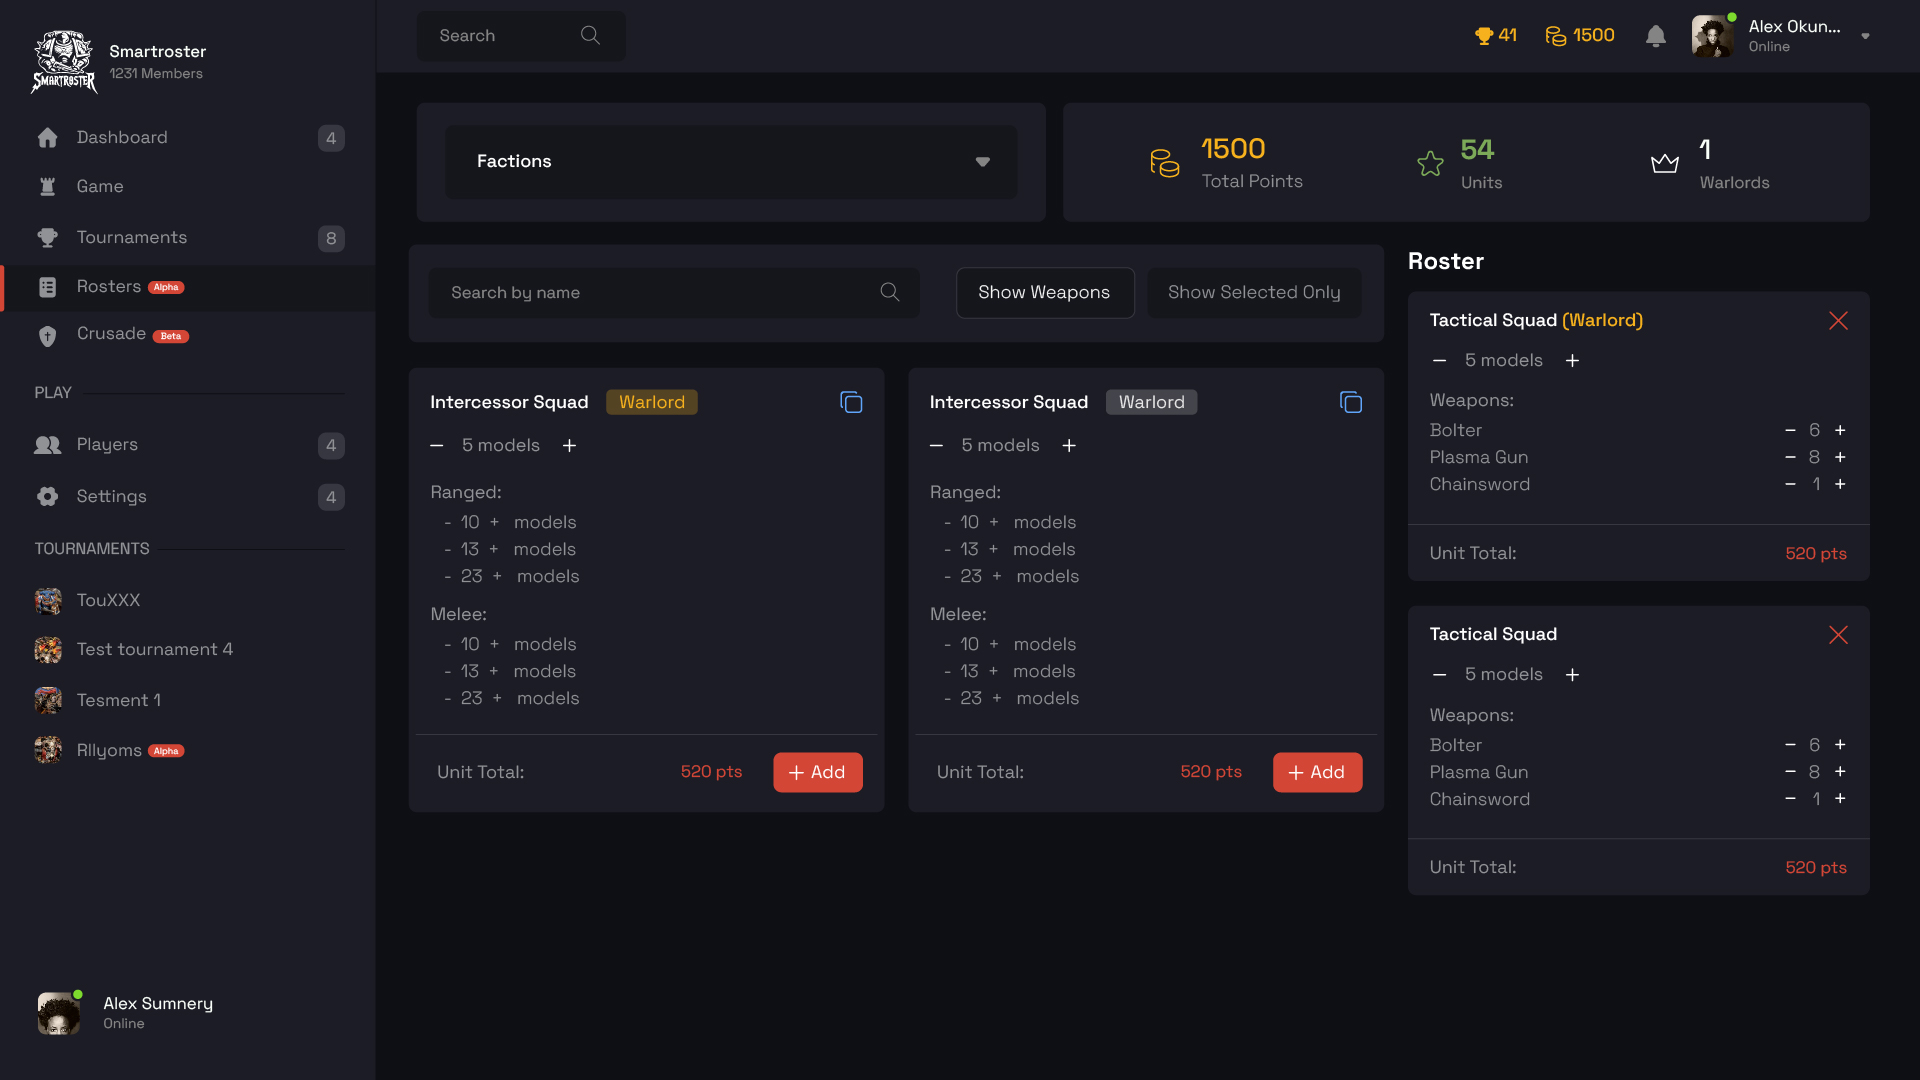 SMARTROSTER
Smartroster
1231 Members
Dashboard 4
Game
Tournaments 8
Rosters Alpha
Crusade Beta
PLAY
Players 4
Settings 4
TOURNAMENTS
TouXXX
Test tournament 4
Tesment 1
Rllyoms Alpha
Alex Sumnery
Online
Search
41
1500
Alex Okun...
Online
Factions
1500
Total Points
54
Units
1
Warlords
Search by name
Show Weapons
Show Selected Only
Intercessor Squad Warlord
- 5 models +
Ranged:
- 10 + models
- 13 + models
- 23 + models
Melee:
- 10 + models
- 13 + models
- 23 + models
Unit Total: 520 pts + Add
Intercessor Squad Warlord
- 5 models +
Ranged:
- 10 + models
- 13 + models
- 23 + models
Melee:
- 10 + models
- 13 + models
- 23 + models
Unit Total: 520 pts + Add
Roster
Tactical Squad (Warlord)
- 5 models +
Weapons:
Bolter - 6 +
Plasma Gun - 8 +
Chainsword - 1 +
Unit Total: 520 pts
Tactical Squad
- 5 models +
Weapons:
Bolter - 6 +
Plasma Gun - 8 +
Chainsword - 1 +
Unit Total: 520 pts